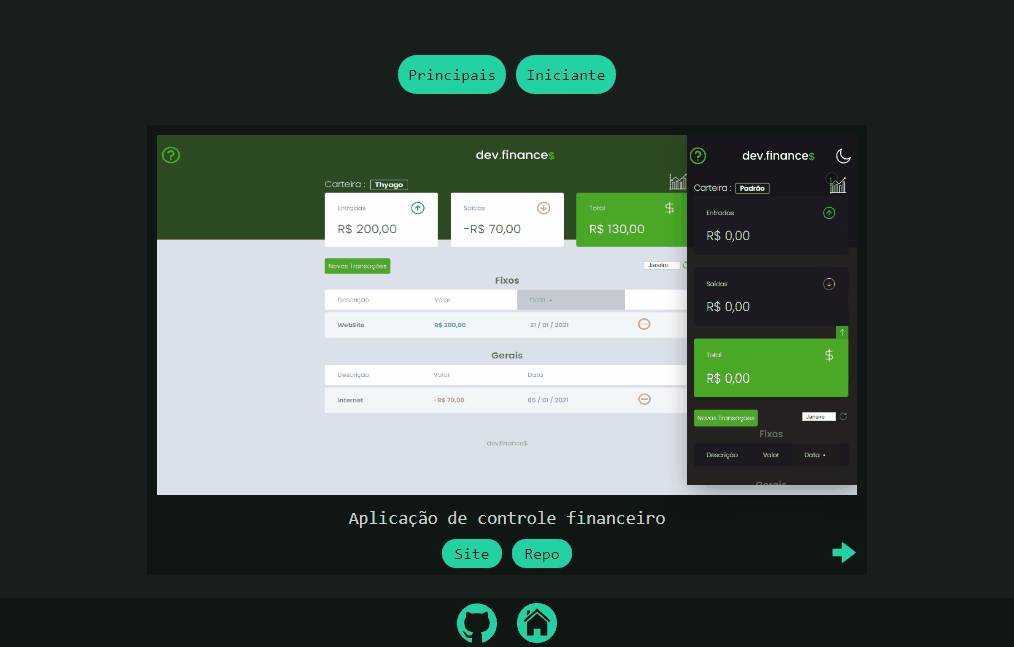 Principais Iniciante
dev.finance$
Carteira : Thyago
Entradas
R$ 200,00
Saídas
-R$ 70,00
Total
R$ 130,00
Novas Transações
Janeiro
Fixos
Descrição Valor Data
WebSite R$ 200,00 21 / 01 / 2021
Gerais
Descrição Valor Data
Internet -R$ 70,00 05 / 01 / 2021
dev.finance$
dev.finance$
Carteira : Padrão
Entradas
R$ 0,00
Saídas
R$ 0,00
Total
R$ 0,00
Novas Transações
Janeiro
Fixos
Descrição Valor Data
Gerais
Aplicação de controle financeiro
Site Repo